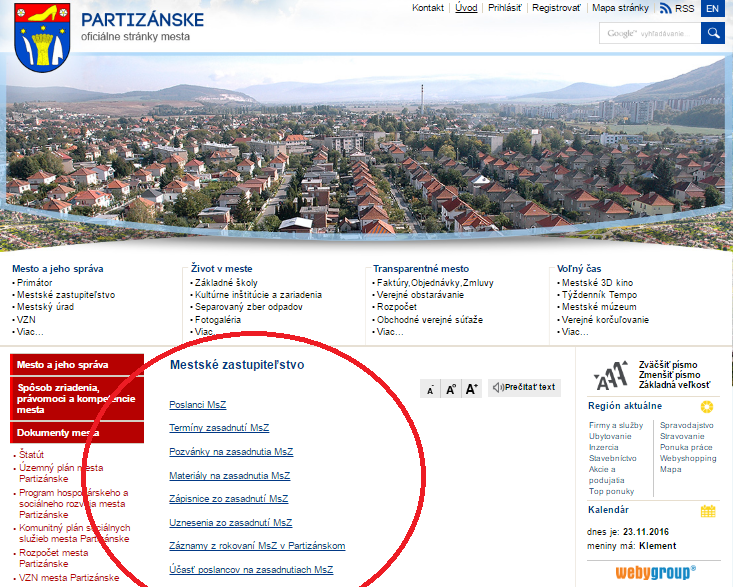 Kontakt Úvod Prihlásiť Registrovať Mapa stránky RSS EN
PARTIZÁNSKE
oficiálne stránky mesta
Google™ vyhľadávanie...
Mesto a jeho správa
• Primátor
• Mestské zastupiteľstvo
• Mestský úrad
• VZN
• Viac...
Život v meste
• Základné školy
• Kultúrne inštitúcie a zariadenia
• Separovaný zber odpadov
• Fotogaléria
• Viac...
Transparentné mesto
• Faktúry,Objednávky,Zmluvy
• Verejné obstarávanie
• Rozpočet
• Obchodné verejné súťaže
• Viac...
Voľný čas
• Mestské 3D kino
• Týždenník Tempo
• Mestské múzeum
• Verejné korčuľovanie
• Viac...
Mesto a jeho správa
Spôsob zriadenia,
právomoci a kompetencie
mesta
Dokumenty mesta
• Štatút
• Územný plán mesta
Partizánske
• Program hospodárskeho a
sociálneho rozvoja mesta
Partizánske
• Komunitný plán sociálnych
služieb mesta Partizánske
• Rozpočet mesta
Partizánske
• VZN mesta Partizánske
Mestské zastupiteľstvo
A- A° A+ Prečítať text
Poslanci MsZ
Termíny zasadnutí MsZ
Pozvánky na zasadnutia MsZ
Materiály na zasadnutia MsZ
Zápisnice zo zasadnutí MsZ
Uznesenia zo zasadnutí MsZ
Záznamy z rokovaní MsZ v Partizánskom
Účasť poslancov na zasadnutiach MsZ
AAA
Zväčšiť písmo
Zmenšiť písmo
Základná veľkosť
Región aktuálne
Firmy a služby
Ubytovanie
Inzercia
Stavebníctvo
Akcie a
podujatia
Top ponuky
Spravodajstvo
Stravovanie
Ponuka práce
Webyshopping
Mapa
Kalendár
dnes je: 23.11.2016
meniny má: Klement
webygroup®